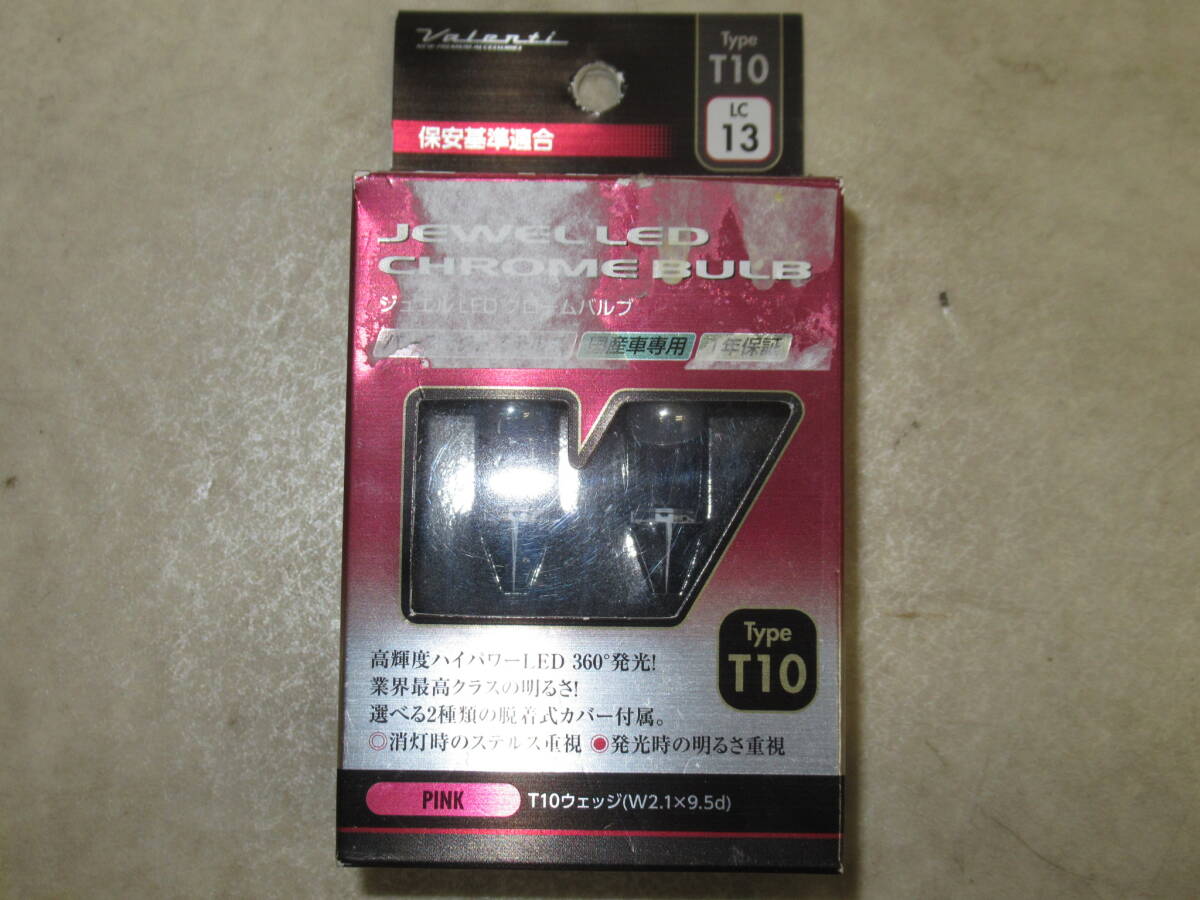 Valenti
Type
T10
LC
13
保安基準適合
JEWEL LED
CHROME BULB
ジュエルLEDクロームバルブ
国産車専用
1年保証
高輝度ハイパワーLED 360°発光!
業界最高クラスの明るさ!
選べる2種類の脱着式カバー付属。
◎消灯時のステルス重視 ◉発光時の明るさ重視
Type
T10
PINK
T10ウェッジ(W2.1×9.5d)